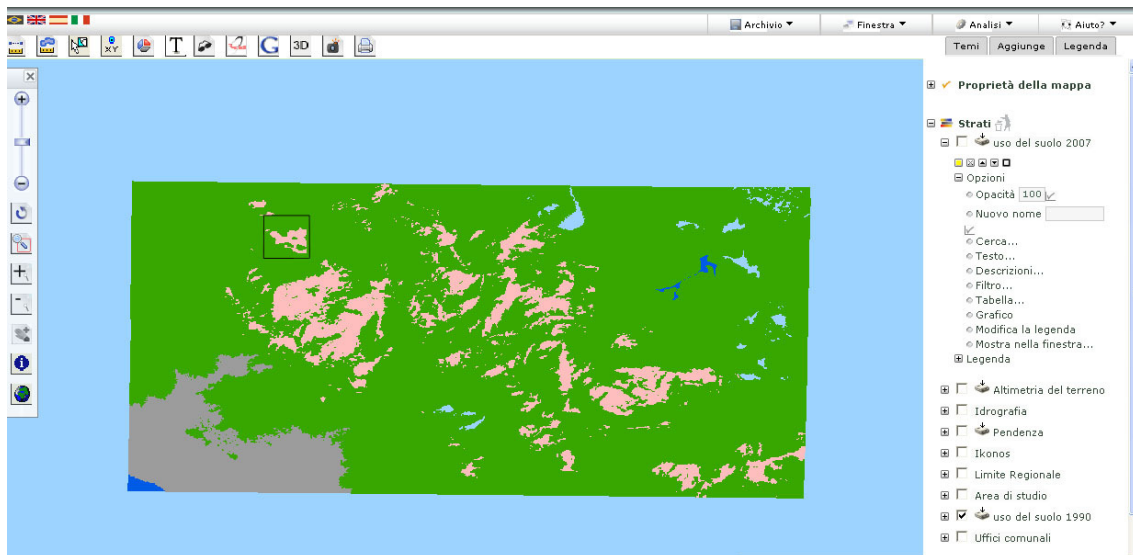 Archivio ▼ Finestra ▼ Analisi ▼ Aiuto? ▼
XY T G 3D
Temi Aggiunge Legenda
Proprietà della mappa
Strati
uso del suolo 2007
Opzioni
Opacità 100
Nuovo nome
Cerca...
Testo...
Descrizioni...
Filtro...
Tabella...
Grafico
Modifica la legenda
Mostra nella finestra...
Legenda
Altimetria del terreno
Idrografia
Pendenza
Ikonos
Limite Regionale
Area di studio
uso del suolo 1990
Uffici comunali